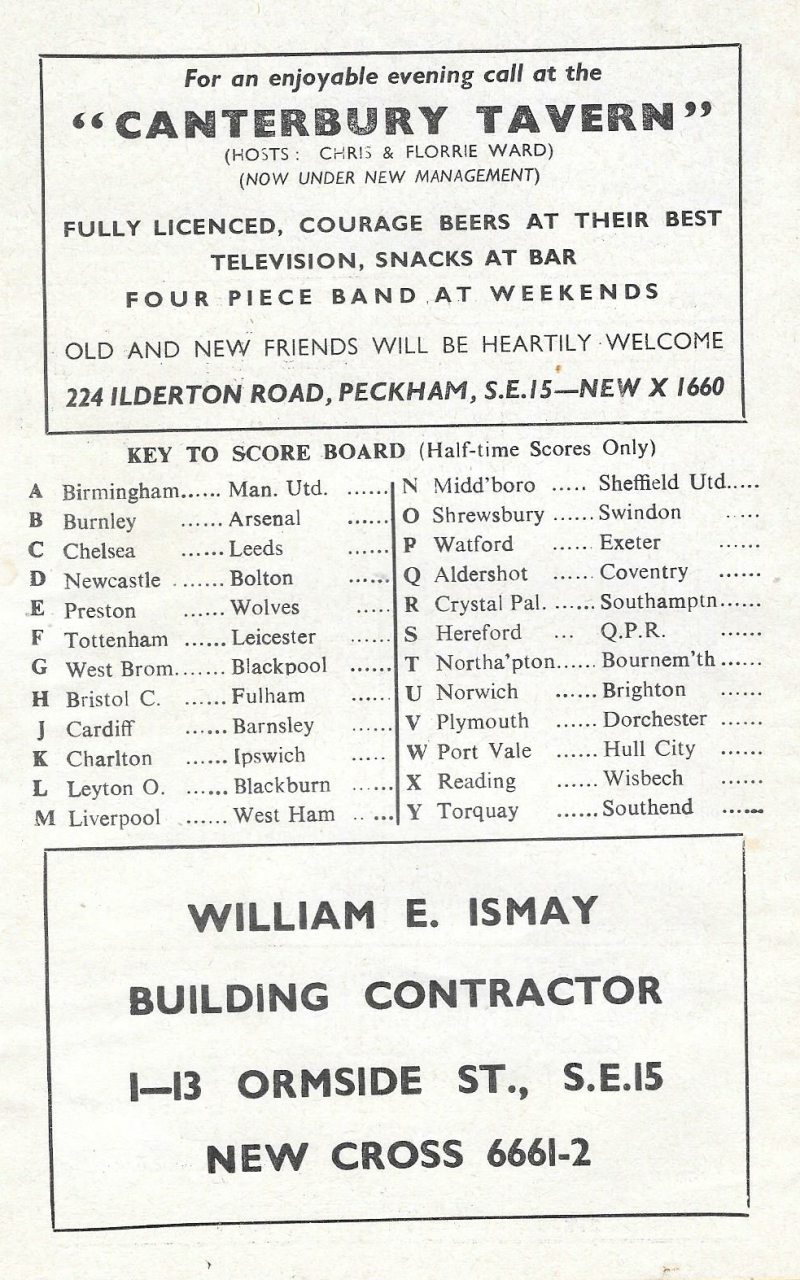 For an enjoyable evening call at the
“CANTERBURY TAVERN”
(HOSTS: CHRIS & FLORRIE WARD)
(NOW UNDER NEW MANAGEMENT)
FULLY LICENCED, COURAGE BEERS AT THEIR BEST
TELEVISION, SNACKS AT BAR
FOUR PIECE BAND AT WEEKENDS
OLD AND NEW FRIENDS WILL BE HEARTILY WELCOME
224 ILDERTON ROAD, PECKHAM, S.E.15—NEW X 1660
KEY TO SCORE BOARD (Half-time Scores Only)
A Birmingham...... Man. Utd. ......
B Burnley ...... Arsenal ......
C Chelsea ...... Leeds ......
D Newcastle ...... Bolton ......
E Preston ...... Wolves .....
F Tottenham ...... Leicester ......
G West Brom....... Blackpool ......
H Bristol C. ...... Fulham .....
J Cardiff ...... Barnsley ......
K Charlton ...... Ipswich .....
L Leyton O. ...... Blackburn ......
M Liverpool ...... West Ham .. ...
N Midd'boro ..... Sheffield Utd.....
O Shrewsbury ...... Swindon .....
P Watford ...... Exeter ......
Q Aldershot ...... Coventry ......
R Crystal Pal. ...... Southamptn......
S Hereford ... Q.P.R. ......
T Northa'pton...... Bournem'th ......
U Norwich ...... Brighton ......
V Plymouth ...... Dorchester ......
W Port Vale ...... Hull City ......
X Reading ...... Wisbech ......
Y Torquay ...... Southend ......
WILLIAM E. ISMAY
BUILDING CONTRACTOR
1—13 ORMSIDE ST., S.E.15
NEW CROSS 6661-2